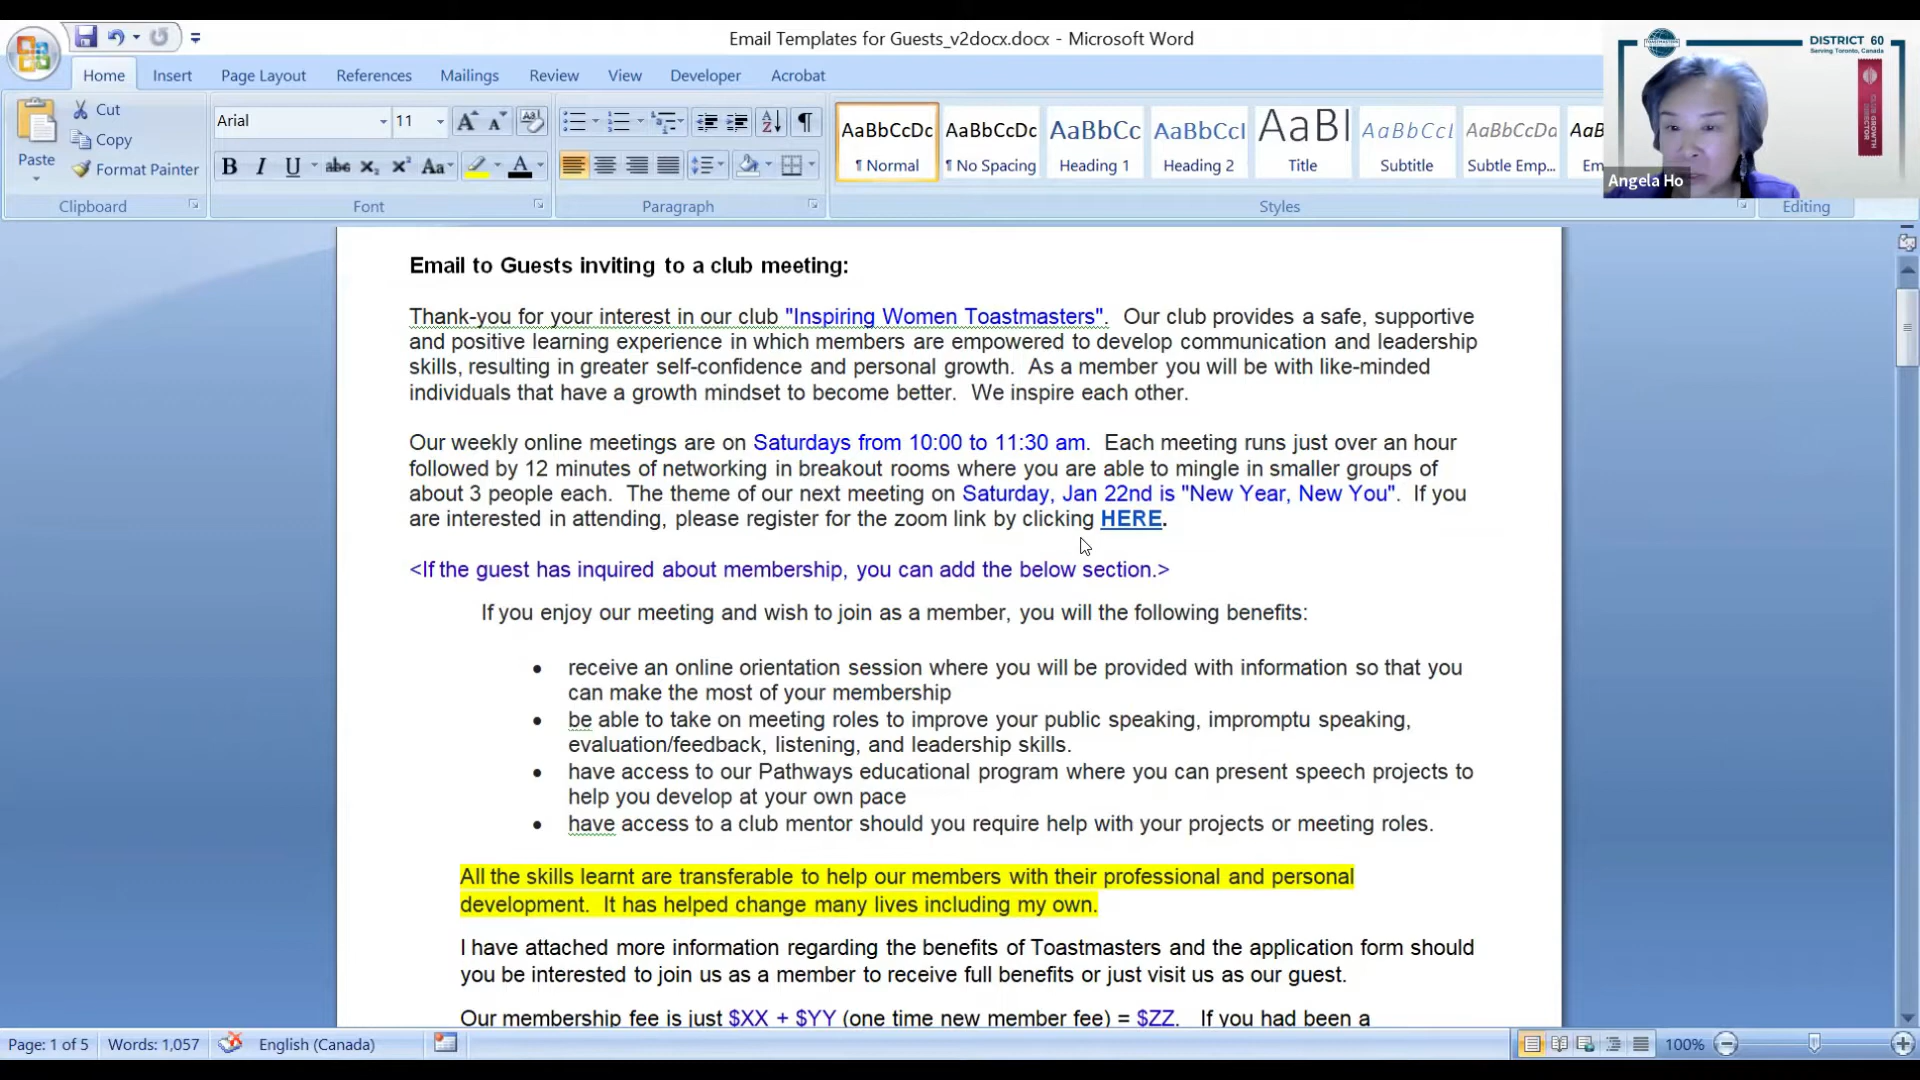 Email Templates for Guests_v2docx.docx - Microsoft Word
DISTRICT 60
Serving Toronto, Canada
Home Insert Page Layout References Mailings Review View Developer Acrobat
Cut
Copy
Format Painter
Paste
Arial 11
AaBbCcDc AaBbCcDc AaBbCc AaBbCcI AaBI AaBbCcL AaBbCcDa AaB
¶ Normal ¶ No Spacing Heading 1 Heading 2 Title Subtitle Subtle Emp... Em
CLUB GROWTH DIRECTOR
Angela Ho
Clipboard Font Paragraph Styles Editing
Email to Guests inviting to a club meeting:
Thank-you for your interest in our club "Inspiring Women Toastmasters".  Our club provides a safe, supportive
and positive learning experience in which members are empowered to develop communication and leadership
skills, resulting in greater self-confidence and personal growth.  As a member you will be with like-minded
individuals that have a growth mindset to become better.  We inspire each other.
Our weekly online meetings are on Saturdays from 10:00 to 11:30 am.  Each meeting runs just over an hour
followed by 12 minutes of networking in breakout rooms where you are able to mingle in smaller groups of
about 3 people each.  The theme of our next meeting on Saturday, Jan 22nd is "New Year, New You".  If you
are interested in attending, please register for the zoom link by clicking HERE.
<If the guest has inquired about membership, you can add the below section.>
If you enjoy our meeting and wish to join as a member, you will the following benefits:
• receive an online orientation session where you will be provided with information so that you
can make the most of your membership
• be able to take on meeting roles to improve your public speaking, impromptu speaking,
evaluation/feedback, listening, and leadership skills.
• have access to our Pathways educational program where you can present speech projects to
help you develop at your own pace
• have access to a club mentor should you require help with your projects or meeting roles.
All the skills learnt are transferable to help our members with their professional and personal
development.  It has helped change many lives including my own.
I have attached more information regarding the benefits of Toastmasters and the application form should
you be interested to join us as a member to receive full benefits or just visit us as our guest.
Our membership fee is just $XX + $YY (one time new member fee) = $ZZ.  If you had been a
Page: 1 of 5 Words: 1,057 English (Canada) 100%